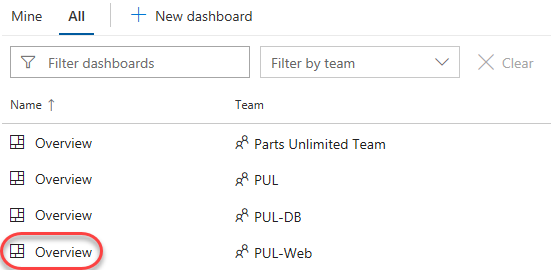 Mine All New dashboard
Filter dashboards Filter by team Clear
Name Team
Overview Parts Unlimited Team
Overview PUL
Overview PUL-DB
Overview PUL-Web